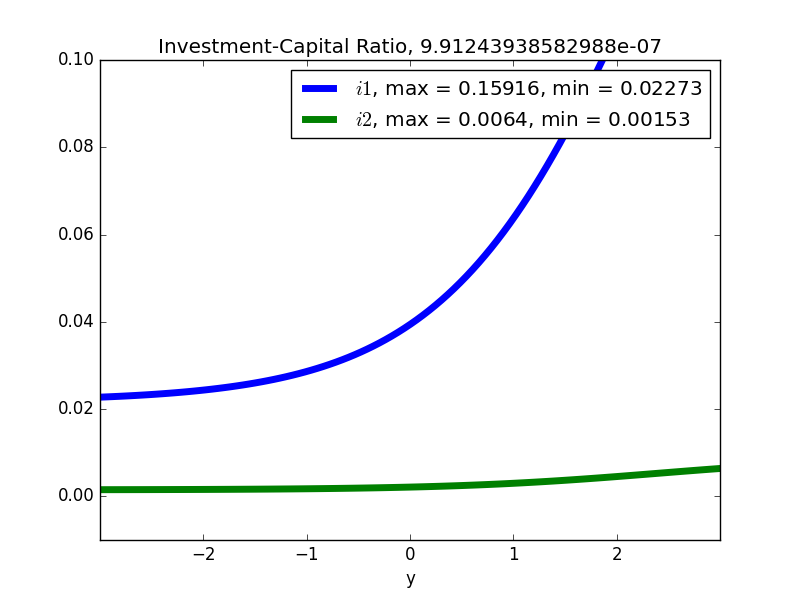 Investment-Capital Ratio, 9.91243938582988e-07
i1, max = 0.15916, min = 0.02273
i2, max = 0.0064, min = 0.00153
0.10
0.08
0.06
0.04
0.02
0.00
−2 −1 0 1 2
y